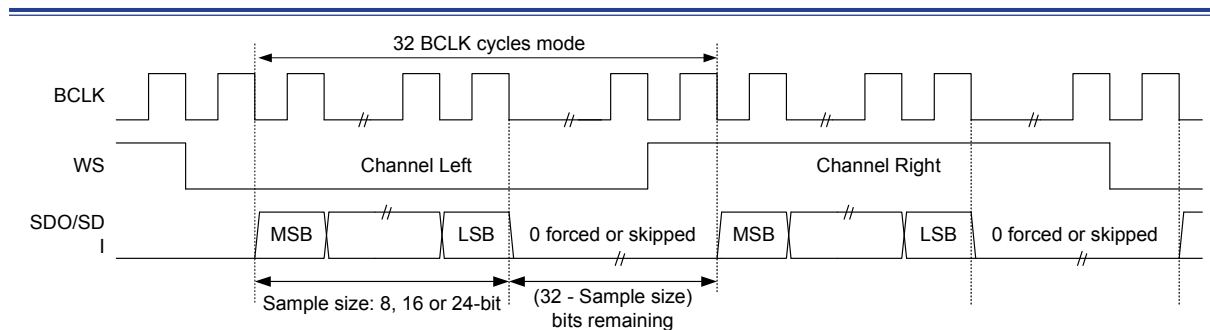 32 BCLK cycles mode
BCLK
WS
Channel Left
Channel Right
SDO/SD
I
MSB
LSB
0 forced or skipped
MSB
LSB
0 forced or skipped
Sample size: 8, 16 or 24-bit
(32 - Sample size)
bits remaining